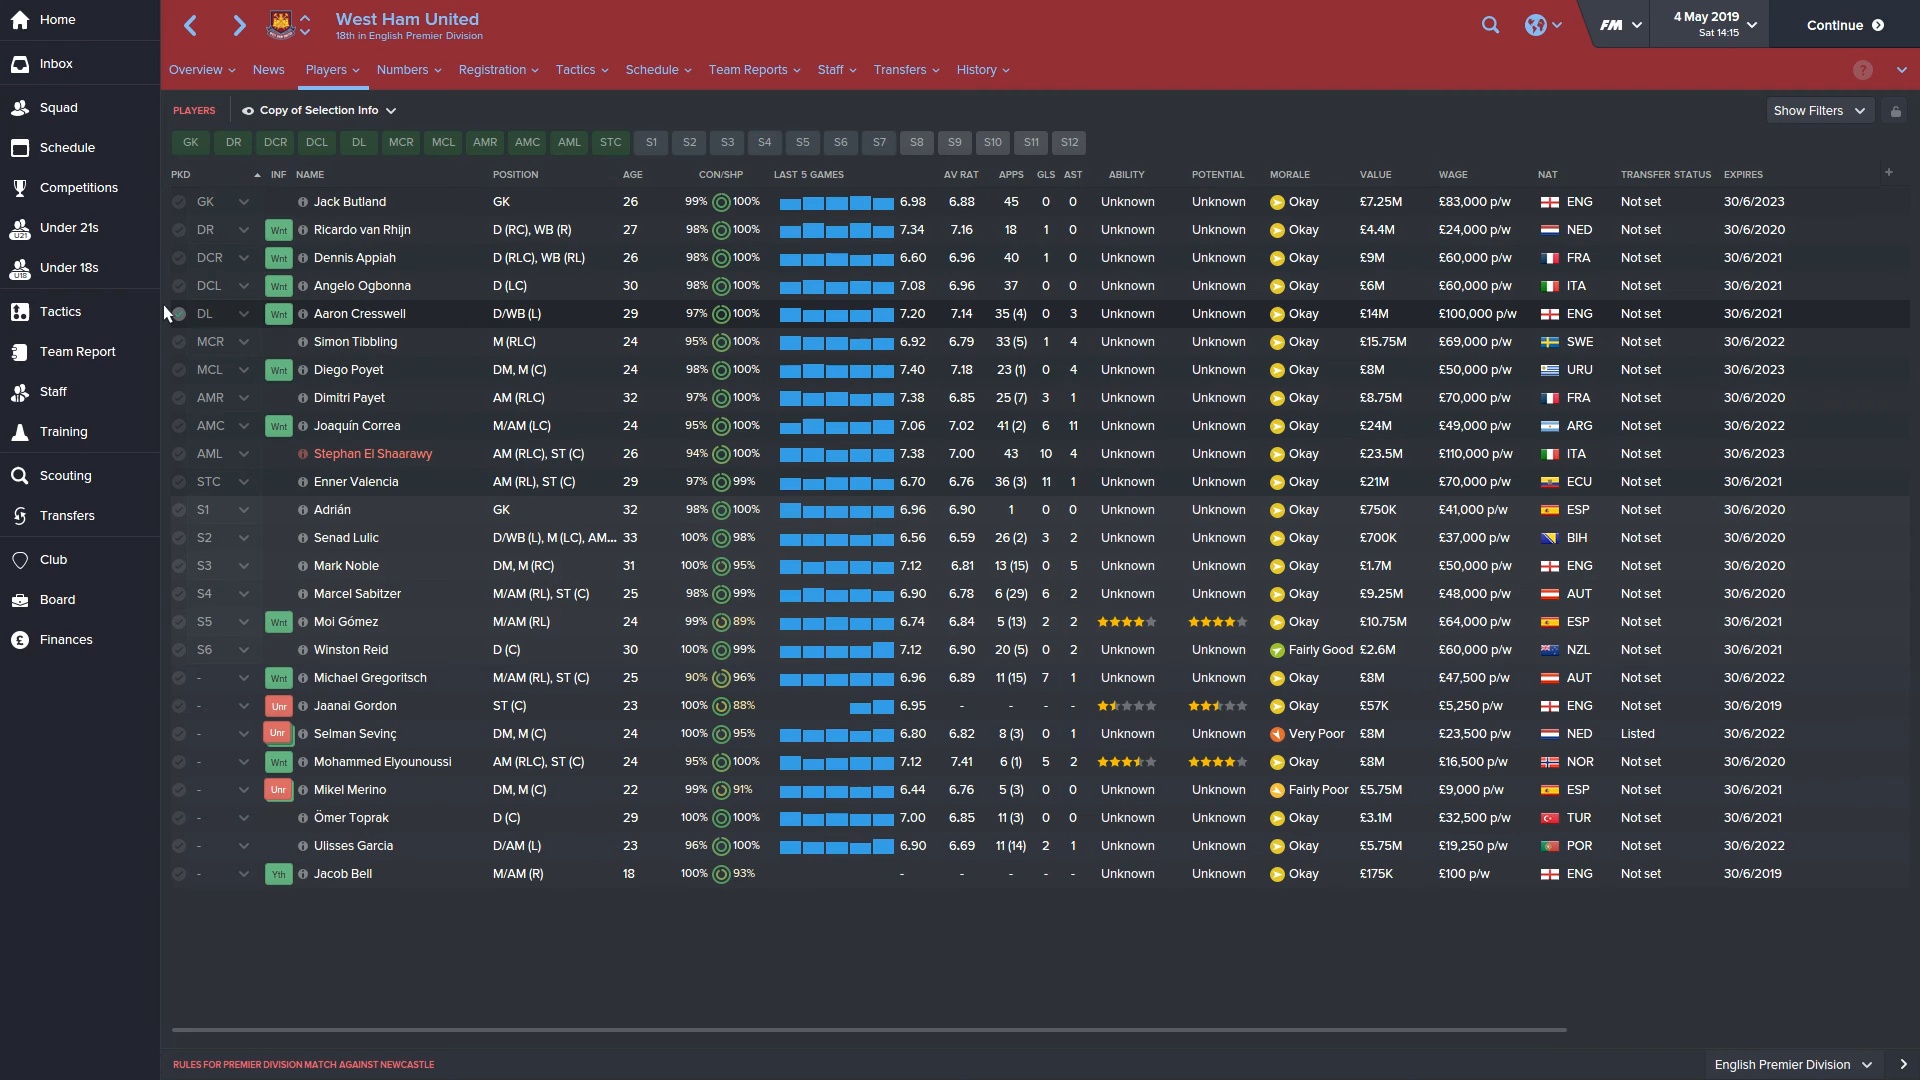 Home
West Ham United
18th in English Premier Division
FM
4 May 2019
Sat 14:15
Continue
Inbox
Overview News Players Numbers Registration Tactics Schedule Team Reports Staff Transfers History ?
Squad
Schedule
Competitions
Under 21s
U21
Under 18s
U18
Tactics
Team Report
Staff
Training
Scouting
Transfers
Club
Board
Finances
PLAYERS Copy of Selection Info Show Filters
GK DR DCR DCL DL MCR MCL AMR AMC AML STC S1 S2 S3 S4 S5 S6 S7 S8 S9 S10 S11 S12
PKD INF NAME POSITION AGE CON/SHP LAST 5 GAMES AV RAT APPS GLS AST ABILITY POTENTIAL MORALE VALUE WAGE NAT TRANSFER STATUS EXPIRES +
GK Jack Butland GK 26 99% 100% 6.98 6.88 45 0 0 Unknown Unknown Okay £7.25M £83,000 p/w ENG Not set 30/6/2023
DR Wnt Ricardo van Rhijn D (RC), WB (R) 27 98% 100% 7.34 7.16 18 1 0 Unknown Unknown Okay £4.4M £24,000 p/w NED Not set 30/6/2020
DCR Wnt Dennis Appiah D (RLC), WB (RL) 26 98% 100% 6.60 6.96 40 1 0 Unknown Unknown Okay £9M £60,000 p/w FRA Not set 30/6/2021
DCL Wnt Angelo Ogbonna D (LC) 30 98% 100% 7.08 6.96 37 0 0 Unknown Unknown Okay £6M £60,000 p/w ITA Not set 30/6/2021
DL Wnt Aaron Cresswell D/WB (L) 29 97% 100% 7.20 7.14 35 (4) 0 3 Unknown Unknown Okay £14M £100,000 p/w ENG Not set 30/6/2021
MCR Simon Tibbling M (RLC) 24 95% 100% 6.92 6.79 33 (5) 1 4 Unknown Unknown Okay £15.75M £69,000 p/w SWE Not set 30/6/2022
MCL Wnt Diego Poyet DM, M (C) 24 98% 100% 7.40 7.18 23 (1) 0 4 Unknown Unknown Okay £8M £50,000 p/w URU Not set 30/6/2023
AMR Dimitri Payet AM (RLC) 32 97% 100% 7.38 6.85 25 (7) 3 1 Unknown Unknown Okay £8.75M £70,000 p/w FRA Not set 30/6/2020
AMC Wnt Joaquín Correa M/AM (LC) 24 95% 100% 7.06 7.02 41 (2) 6 11 Unknown Unknown Okay £24M £49,000 p/w ARG Not set 30/6/2022
AML Stephan El Shaarawy AM (RLC), ST (C) 26 94% 100% 7.38 7.00 43 10 4 Unknown Unknown Okay £23.5M £110,000 p/w ITA Not set 30/6/2023
STC Enner Valencia AM (RL), ST (C) 29 97% 99% 6.70 6.76 36 (3) 11 1 Unknown Unknown Okay £21M £70,000 p/w ECU Not set 30/6/2021
S1 Adrián GK 32 98% 100% 6.96 6.90 1 0 0 Unknown Unknown Okay £750K £41,000 p/w ESP Not set 30/6/2020
S2 Senad Lulic D/WB (L), M (LC), AM... 33 100% 98% 6.56 6.59 26 (2) 3 2 Unknown Unknown Okay £700K £37,000 p/w BIH Not set 30/6/2020
S3 Mark Noble DM, M (RC) 31 100% 95% 7.12 6.81 13 (15) 0 5 Unknown Unknown Okay £1.7M £50,000 p/w ENG Not set 30/6/2020
S4 Marcel Sabitzer M/AM (RL), ST (C) 25 98% 99% 6.90 6.78 6 (29) 6 2 Unknown Unknown Okay £9.25M £48,000 p/w AUT Not set 30/6/2020
S5 Wnt Moi Gómez M/AM (RL) 24 99% 89% 6.74 6.84 5 (13) 2 2 Okay £10.75M £64,000 p/w ESP Not set 30/6/2021
S6 Winston Reid D (C) 30 100% 99% 7.12 6.90 20 (5) 0 2 Unknown Unknown Fairly Good £2.6M £60,000 p/w NZL Not set 30/6/2021
- Wnt Michael Gregoritsch M/AM (RL), ST (C) 25 90% 96% 6.96 6.89 11 (15) 7 1 Unknown Unknown Okay £8M £47,500 p/w AUT Not set 30/6/2022
- Unr Jaanai Gordon ST (C) 23 100% 88% 6.95 - - - - Okay £57K £5,250 p/w ENG Not set 30/6/2019
- Unr Selman Sevinç DM, M (C) 24 100% 95% 6.80 6.82 8 (3) 0 1 Unknown Unknown Very Poor £8M £23,500 p/w NED Listed 30/6/2022
- Wnt Mohammed Elyounoussi AM (RLC), ST (C) 24 95% 100% 7.12 7.41 6 (1) 5 2 Okay £8M £16,500 p/w NOR Not set 30/6/2020
- Unr Mikel Merino DM, M (C) 22 99% 91% 6.44 6.76 5 (3) 0 0 Unknown Unknown Fairly Poor £5.75M £9,000 p/w ESP Not set 30/6/2021
- Ömer Toprak D (C) 29 100% 100% 7.00 6.85 11 (3) 0 0 Unknown Unknown Okay £3.1M £32,500 p/w TUR Not set 30/6/2021
- Ulisses Garcia D/AM (L) 23 96% 100% 6.90 6.69 11 (14) 2 1 Unknown Unknown Okay £5.75M £19,250 p/w POR Not set 30/6/2022
- Yth Jacob Bell M/AM (R) 18 100% 93% - - - - - Unknown Unknown Okay £175K £100 p/w ENG Not set 30/6/2019
RULES FOR PREMIER DIVISION MATCH AGAINST NEWCASTLE English Premier Division